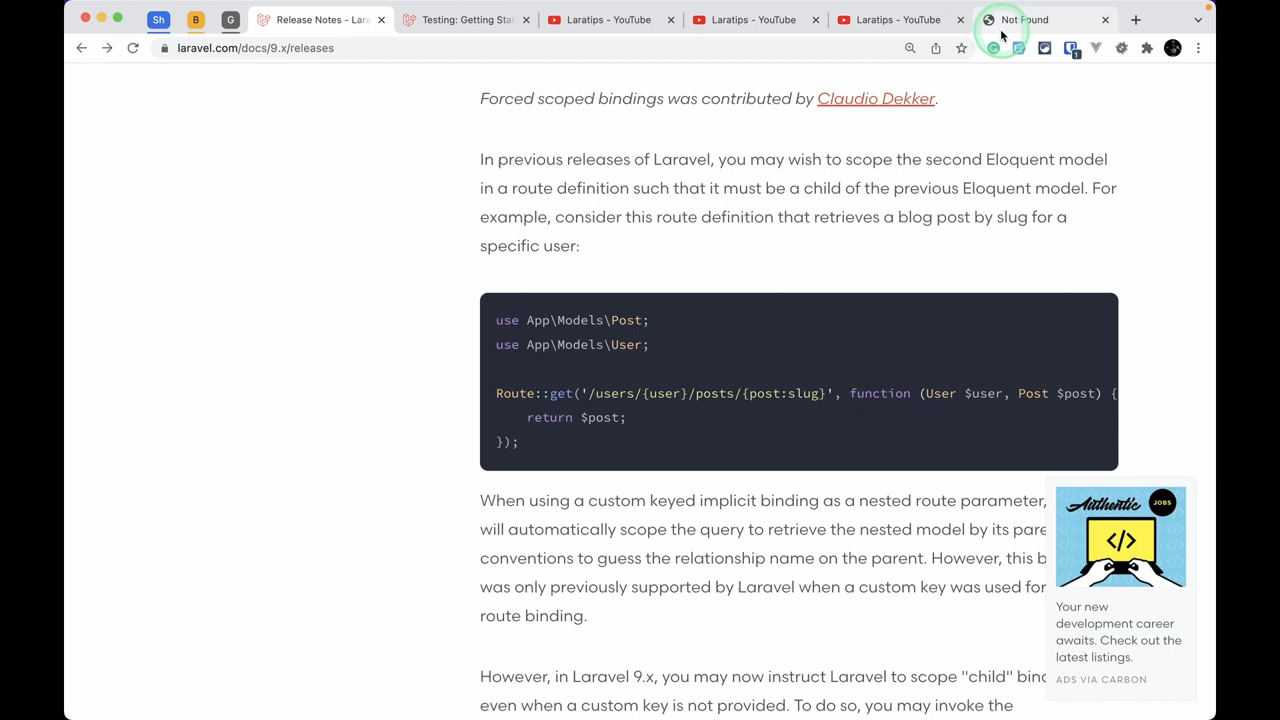 Sh
B
G
Release Notes - Lara
Testing: Getting Star
Laratips - YouTube
Laratips - YouTube
Laratips - YouTube
Not Found
laravel.com/docs/9.x/releases
1
Forced scoped bindings was contributed by Claudio Dekker.
In previous releases of Laravel, you may wish to scope the second Eloquent model
in a route definition such that it must be a child of the previous Eloquent model. For
example, consider this route definition that retrieves a blog post by slug for a
specific user:
use App\Models\Post;
use App\Models\User;
Route::get('/users/{user}/posts/{post:slug}', function (User $user, Post $post) {
    return $post;
});
When using a custom keyed implicit binding as a nested route parameter,
will automatically scope the query to retrieve the nested model by its pare
conventions to guess the relationship name on the parent. However, this b
was only previously supported by Laravel when a custom key was used for
route binding.
However, in Laravel 9.x, you may now instruct Laravel to scope "child" bind
even when a custom key is not provided. To do so, you may invoke the
Authentic JOBS
</>
Your new
development career
awaits. Check out the
latest listings.
ADS VIA CARBON